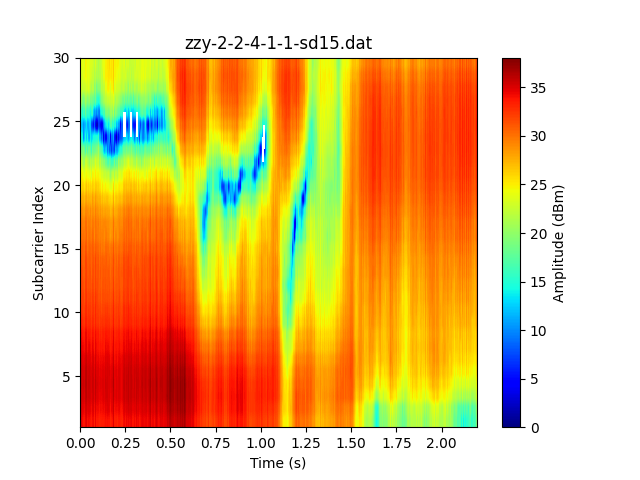 zzy-2-2-4-1-1-sd15.dat
30
25
20
15
10
5
Subcarrier Index
0.00 0.25 0.50 0.75 1.00 1.25 1.50 1.75 2.00
Time (s)
35
30
25
20
15
10
5
0
Amplitude (dBm)